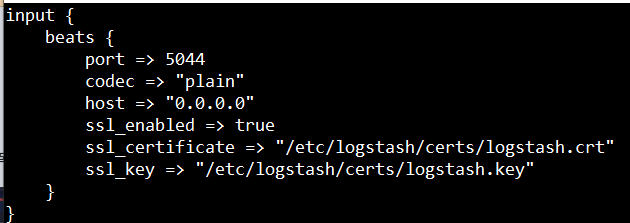 input {
    beats {
        port => 5044
        codec => "plain"
        host => "0.0.0.0"
        ssl_enabled => true
        ssl_certificate => "/etc/logstash/certs/logstash.crt"
        ssl_key => "/etc/logstash/certs/logstash.key"
    }
}